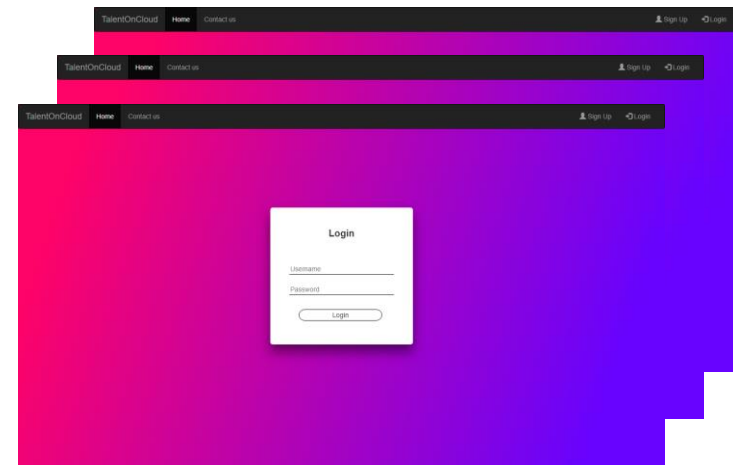 TalentOnCloud Home Contact us Sign Up Login
TalentOnCloud Home Contact us Sign Up Login
TalentOnCloud Home Contact us Sign Up Login
Login
Username
Password
Login